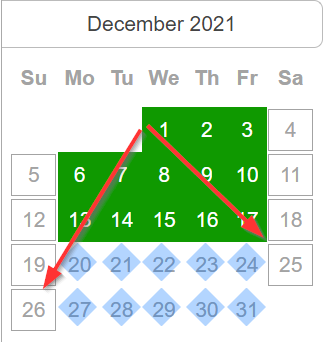 December 2021
Su Mo Tu We Th Fr Sa
1 2 3 4
5 6 7 8 9 10 11
12 13 14 15 16 17 18
19 20 21 22 23 24 25
26 27 28 29 30 31